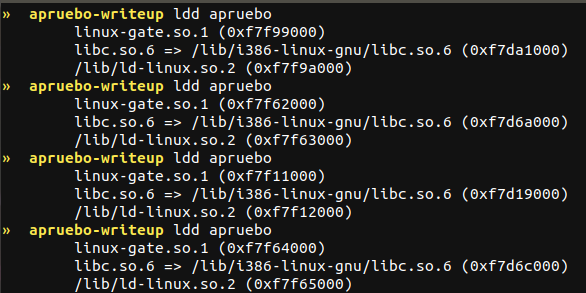 » apruebo-writeup ldd apruebo
linux-gate.so.1 (0xf7f99000)
libc.so.6 => /lib/i386-linux-gnu/libc.so.6 (0xf7da1000)
/lib/ld-linux.so.2 (0xf7f9a000)
» apruebo-writeup ldd apruebo
linux-gate.so.1 (0xf7f62000)
libc.so.6 => /lib/i386-linux-gnu/libc.so.6 (0xf7d6a000)
/lib/ld-linux.so.2 (0xf7f63000)
» apruebo-writeup ldd apruebo
linux-gate.so.1 (0xf7f11000)
libc.so.6 => /lib/i386-linux-gnu/libc.so.6 (0xf7d19000)
/lib/ld-linux.so.2 (0xf7f12000)
» apruebo-writeup ldd apruebo
linux-gate.so.1 (0xf7f64000)
libc.so.6 => /lib/i386-linux-gnu/libc.so.6 (0xf7d6c000)
/lib/ld-linux.so.2 (0xf7f65000)